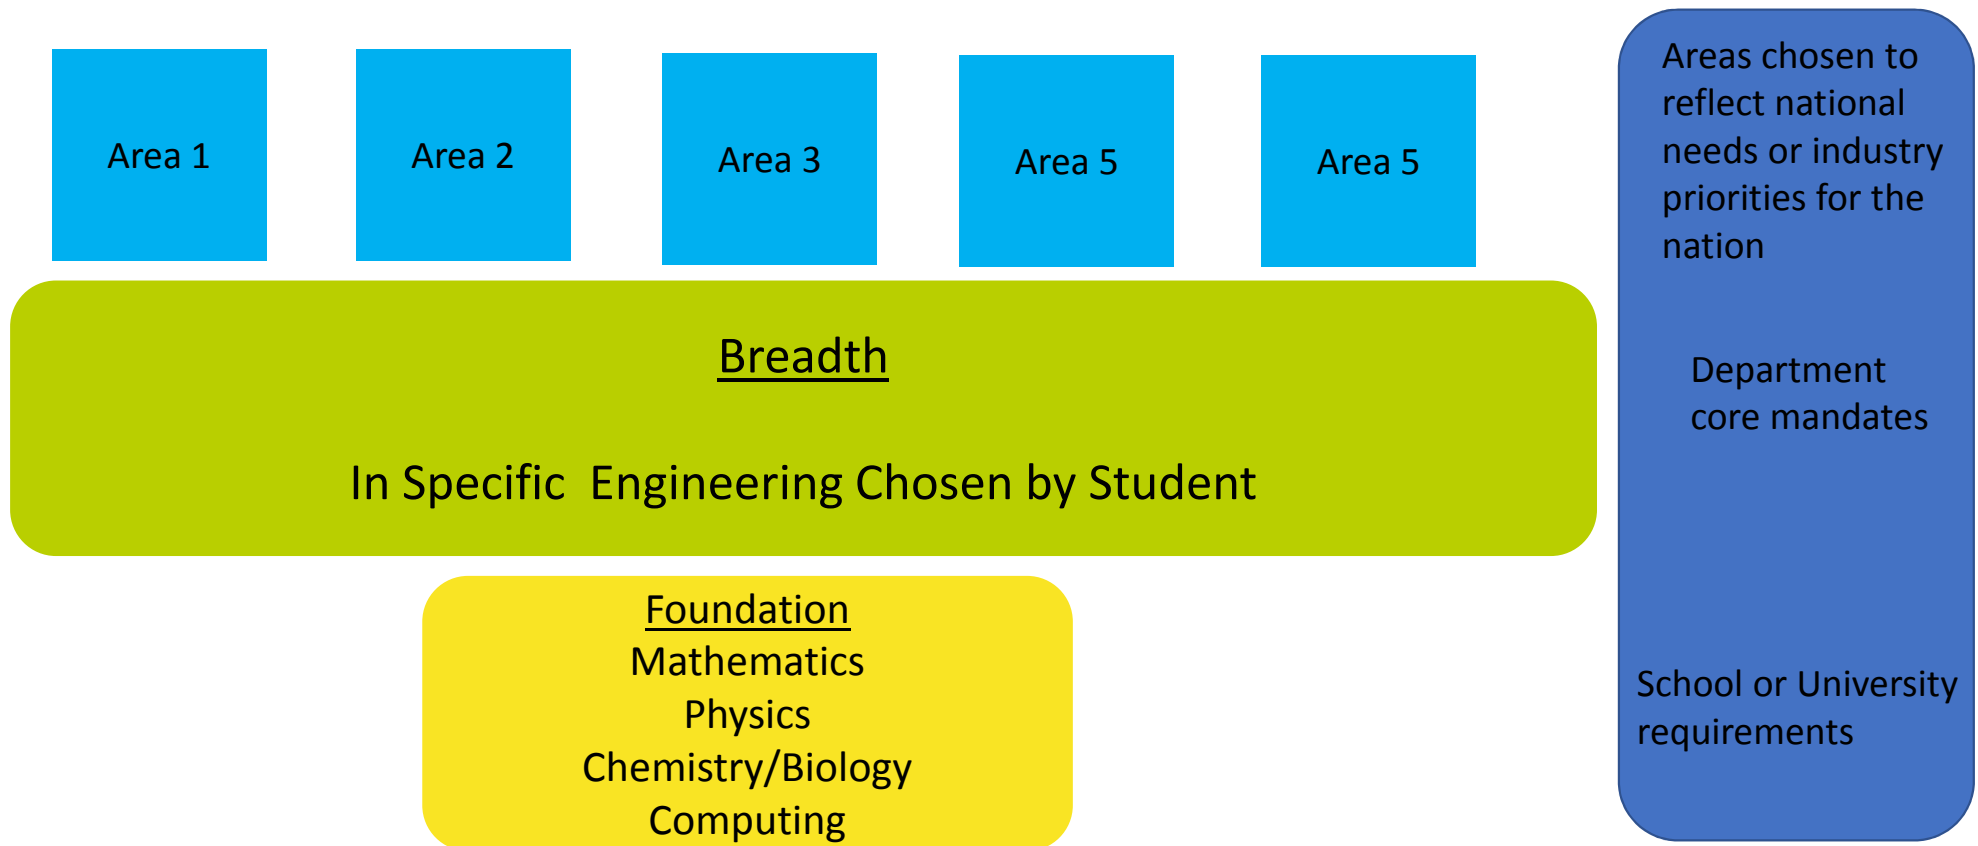 Area 1
Area 2
Area 3
Area 5
Area 5
Breadth
In Specific  Engineering Chosen by Student
Foundation
Mathematics
Physics
Chemistry/Biology
Computing
Areas chosen to
reflect national
needs or industry
priorities for the
nation
Department
core mandates
School or University
requirements